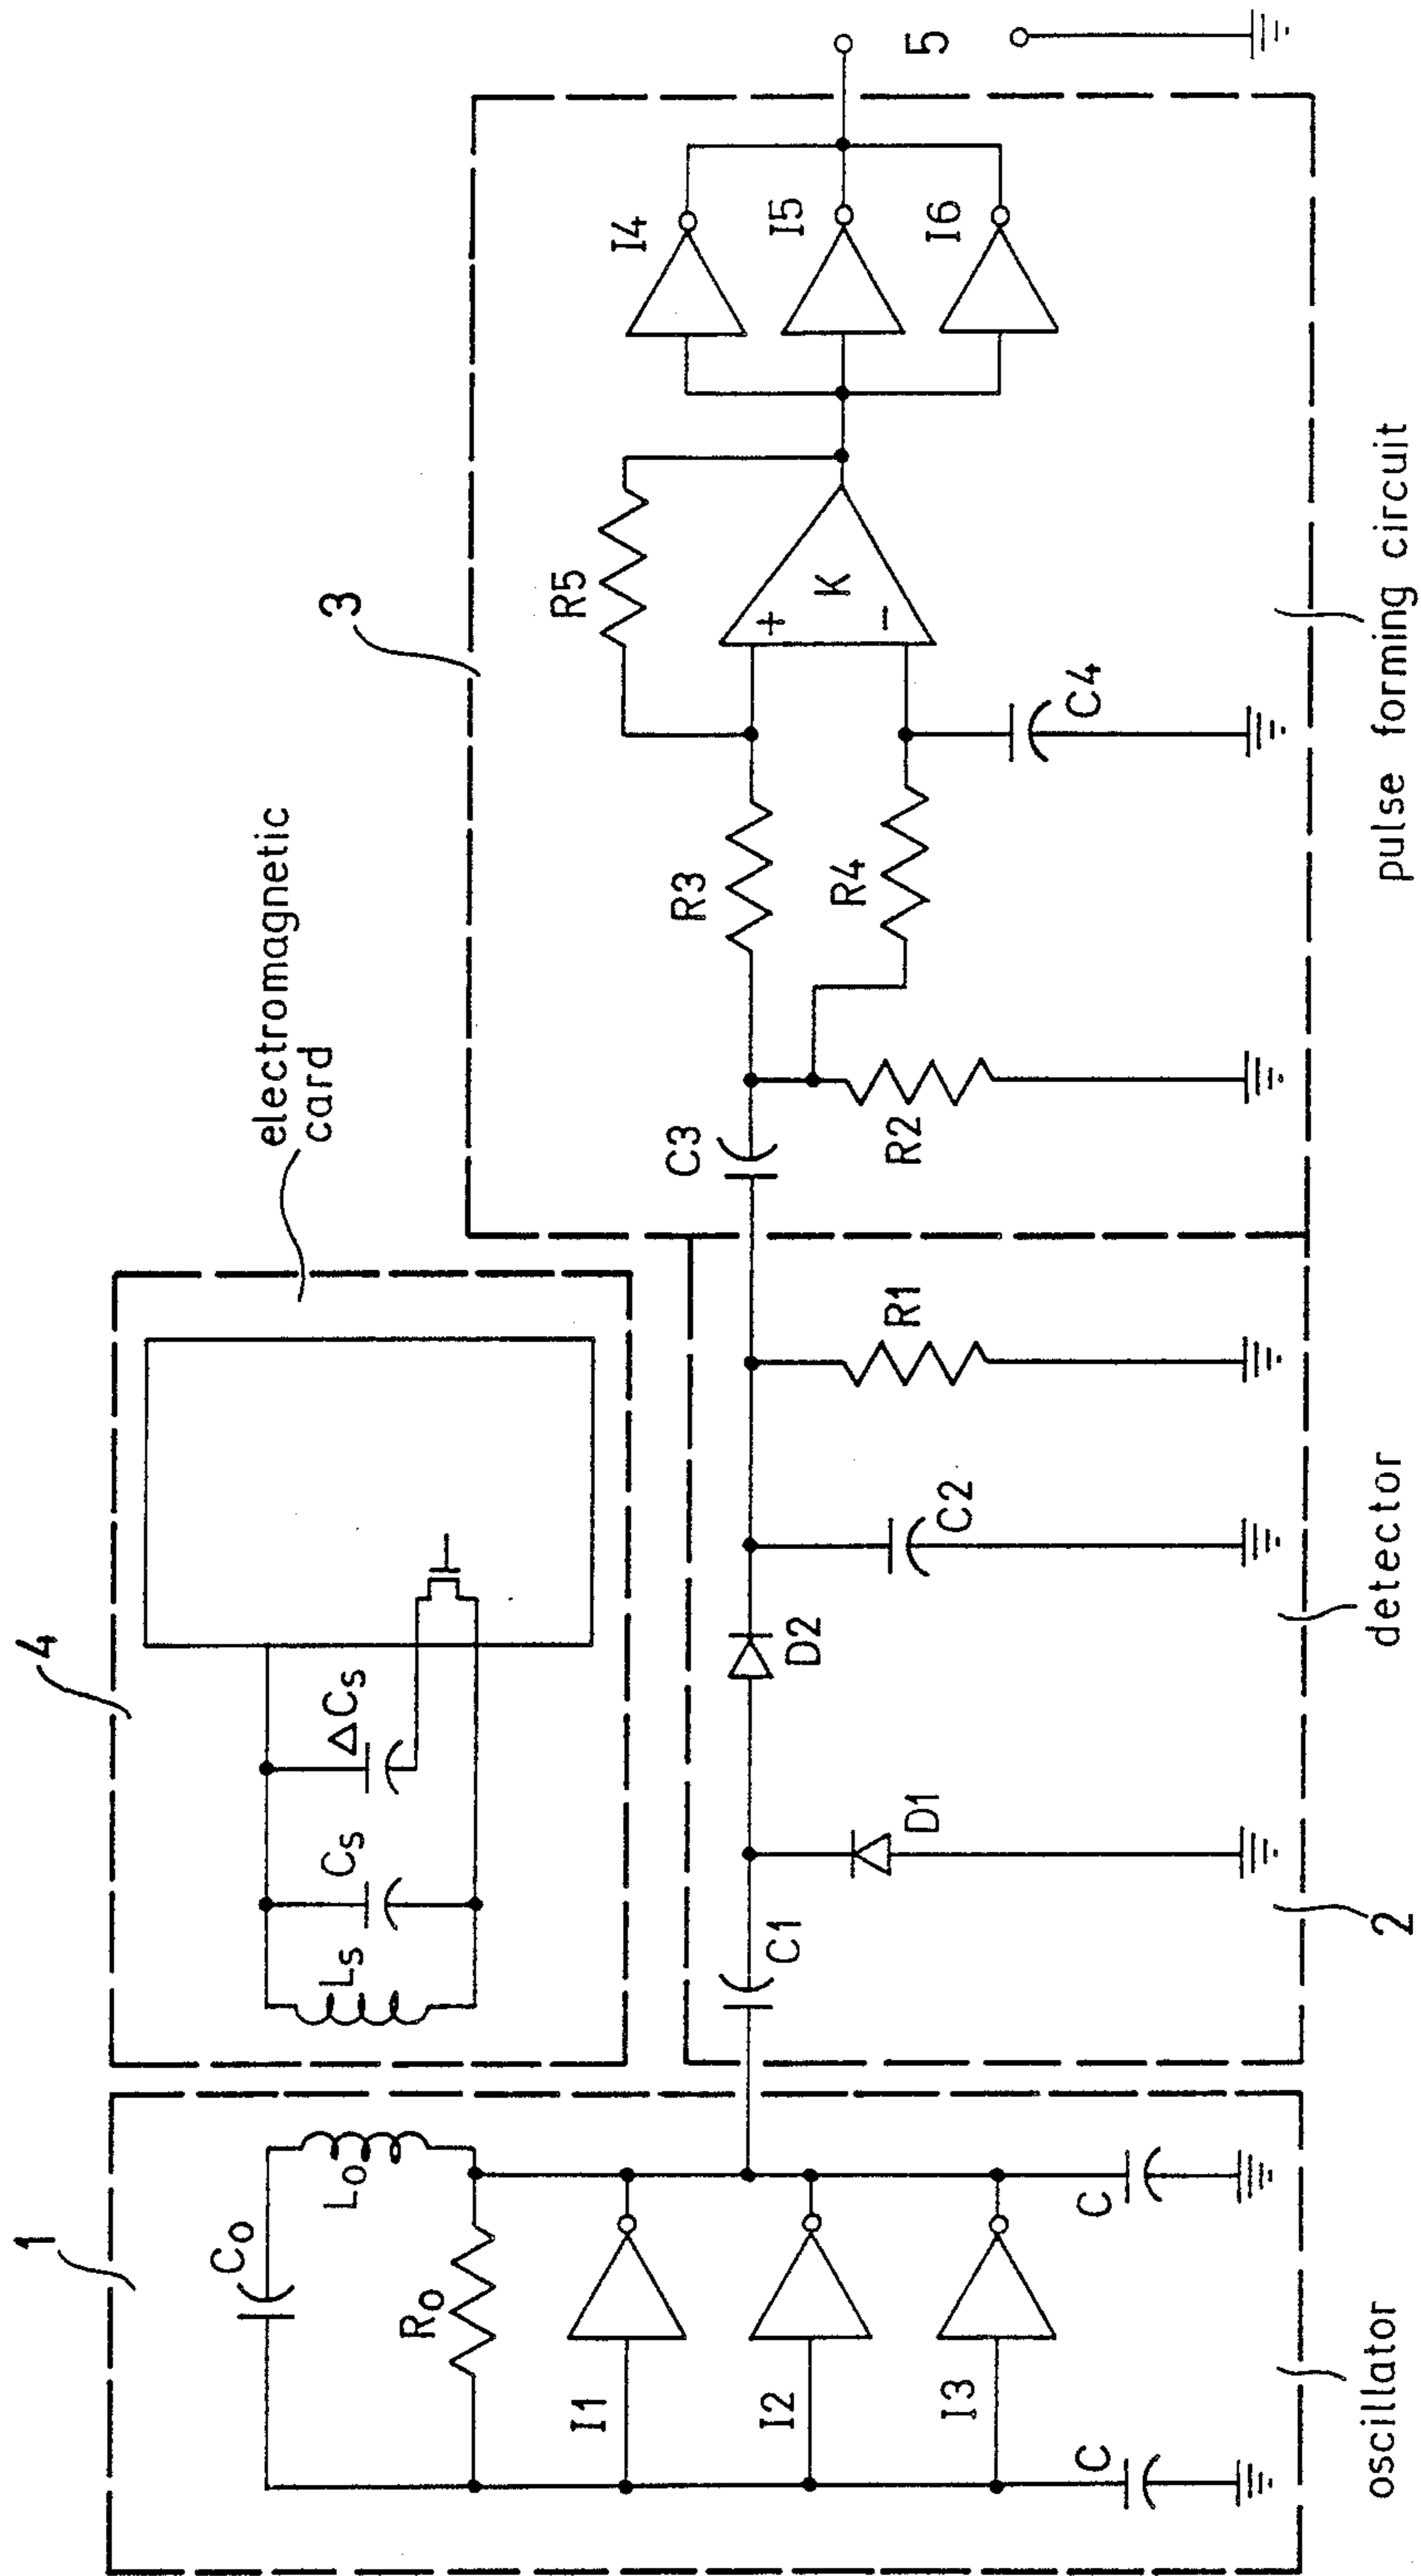 1
C₀
L₀
R₀
I1
I2
I3
C
C
oscillator
4
electromagnetic
card
Lₛ
Cₛ
ΔCₛ
C1
D1
D2
C2
R1
2
detector
3
C3
R2
R3
R4
R5
C4
+
K
-
I4
I5
I6
5
pulse forming circuit